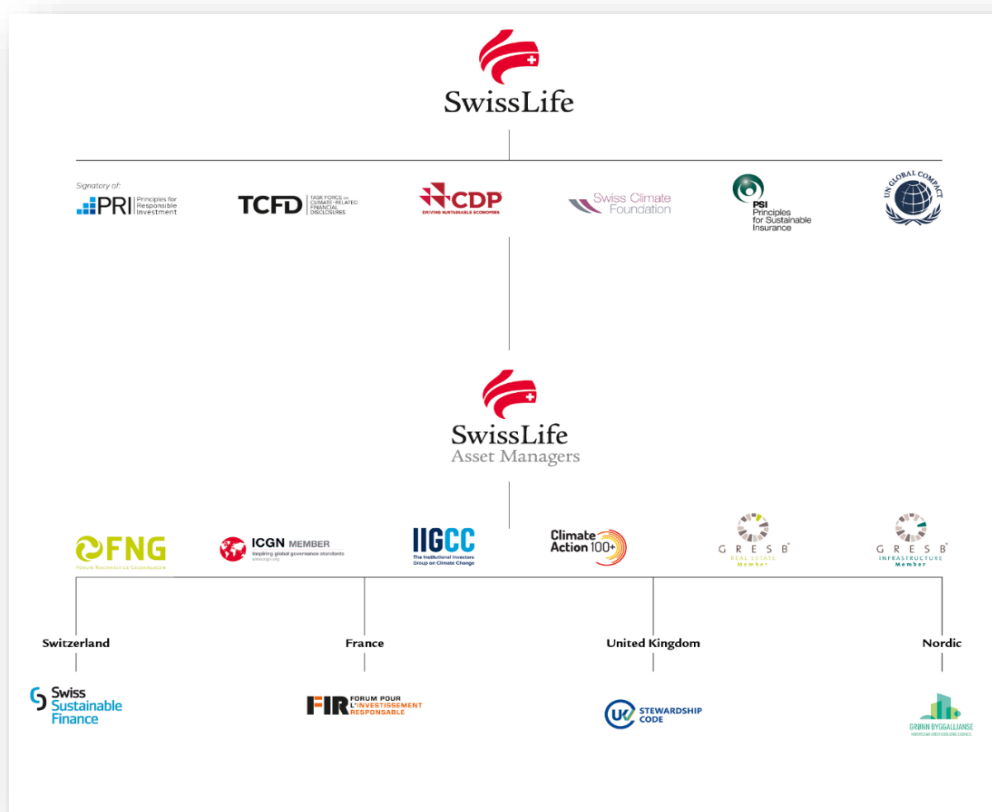 SwissLife
Signatory of:
PRI
Principles for
Responsible
Investment
TCFD
TASK FORCE on
CLIMATE-RELATED
FINANCIAL
DISCLOSURES
CDP
DRIVING SUSTAINABLE ECONOMIES
Swiss Climate
Foundation
PSI
Principles
for Sustainable
Insurance
UN GLOBAL COMPACT
SwissLife
Asset Managers
FNG
ICGN MEMBER
Inspiring global governance standards
IIGCC
The Institutional Investors
Group on Climate Change
Climate
Action 100+
GRESB
REAL ESTATE
Member
GRESB
INFRASTRUCTURE
Member
Switzerland
France
United Kingdom
Nordic
Swiss
Sustainable
Finance
FIR
FORUM POUR
L'INVESTISSEMENT
RESPONSABLE
UK
STEWARDSHIP
CODE
GRØNN BYGGALLIANSE